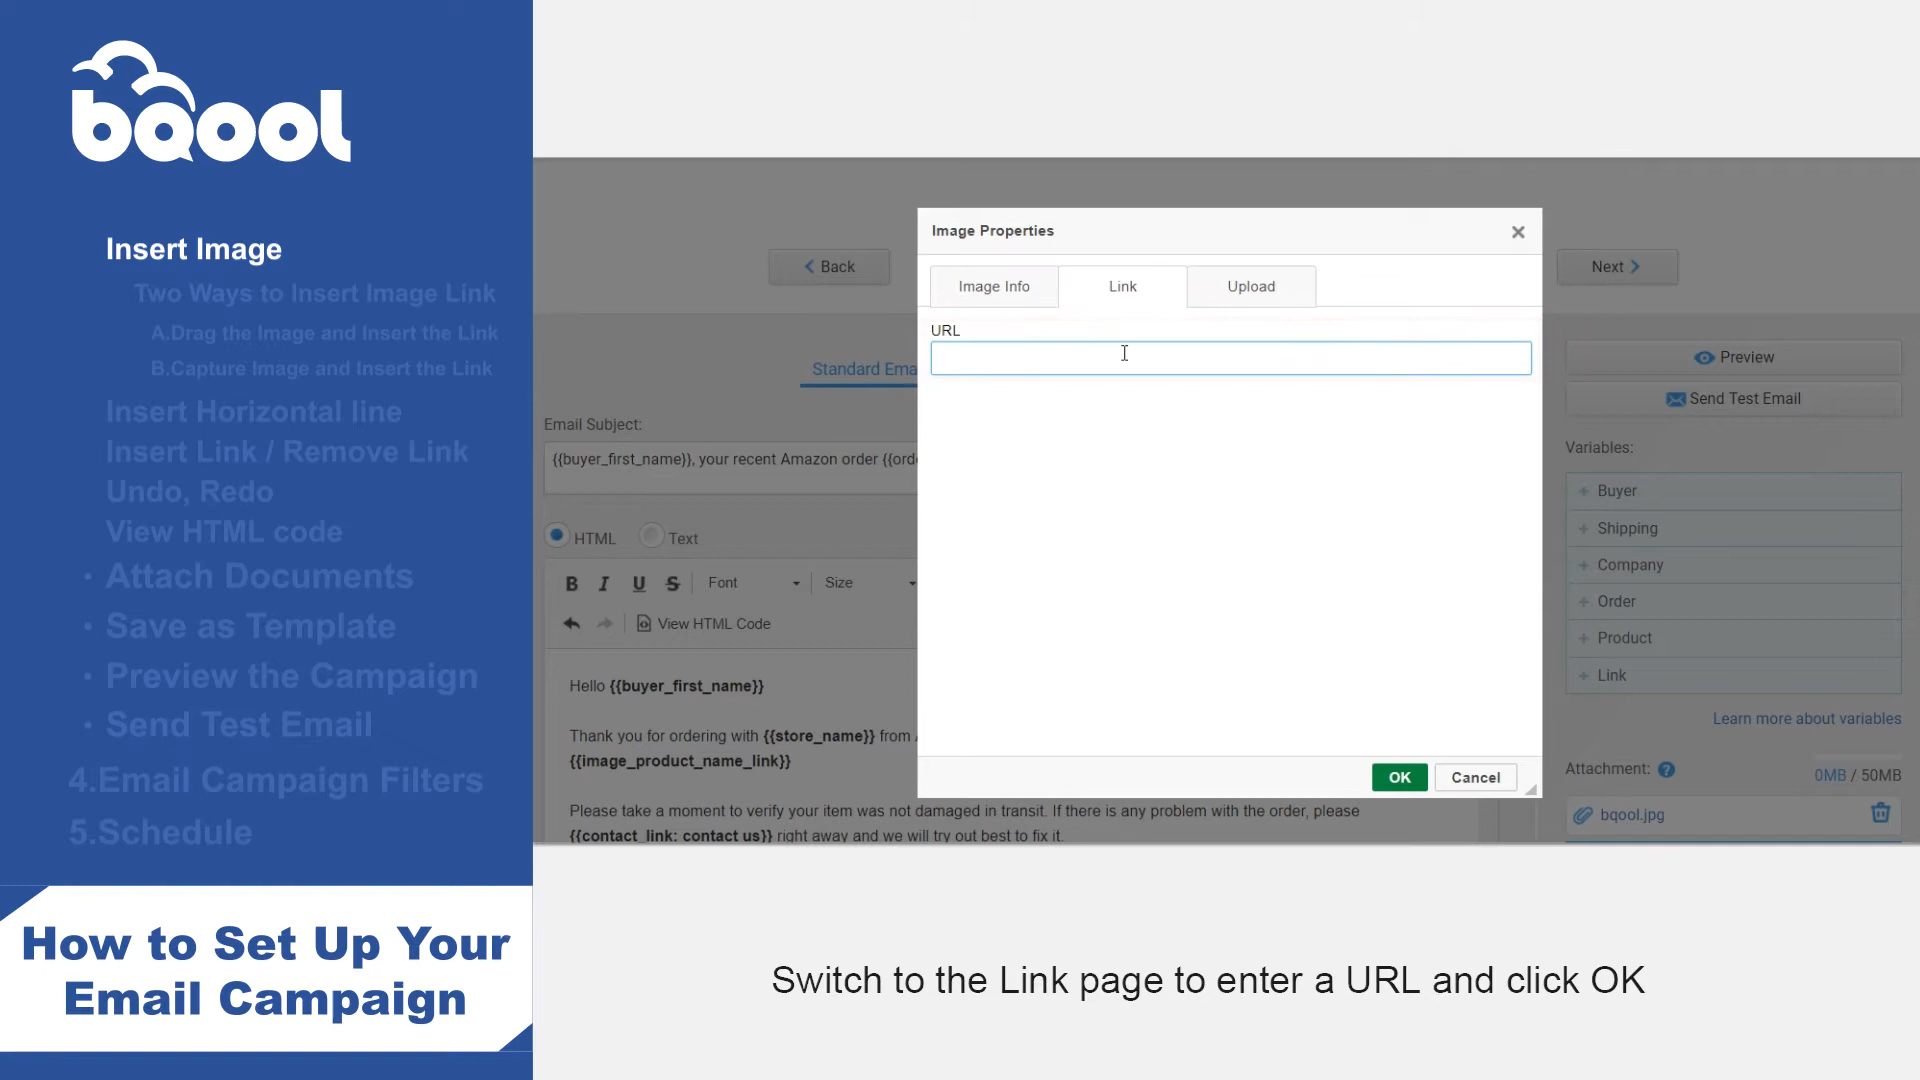 bqool
Insert Image
Two Ways to Insert Image Link
A.Drag the Image and Insert the Link
B.Capture Image and Insert the Link
Insert Horizontal line
Insert Link / Remove Link
Undo, Redo
View HTML code
· Attach Documents
· Save as Template
· Preview the Campaign
· Send Test Email
4.Email Campaign Filters
5.Schedule
How to Set Up Your
Email Campaign
Back
Next
Standard Ema
Email Subject:
{{buyer_first_name}}, your recent Amazon order {{ord
HTML
Text
B I U S Font Size
View HTML Code
Hello {{buyer_first_name}}
Thank you for ordering with {{store_name}} from
{{image_product_name_link}}
Please take a moment to verify your item was not damaged in transit. If there is any problem with the order, please
{{contact_link: contact us}} right away and we will try out best to fix it.
Image Properties
Image Info
Link
Upload
URL
OK
Cancel
Preview
Send Test Email
Variables:
+ Buyer
+ Shipping
+ Company
+ Order
+ Product
+ Link
Learn more about variables
Attachment: ?
0MB / 50MB
bqool.jpg
Switch to the Link page to enter a URL and click OK